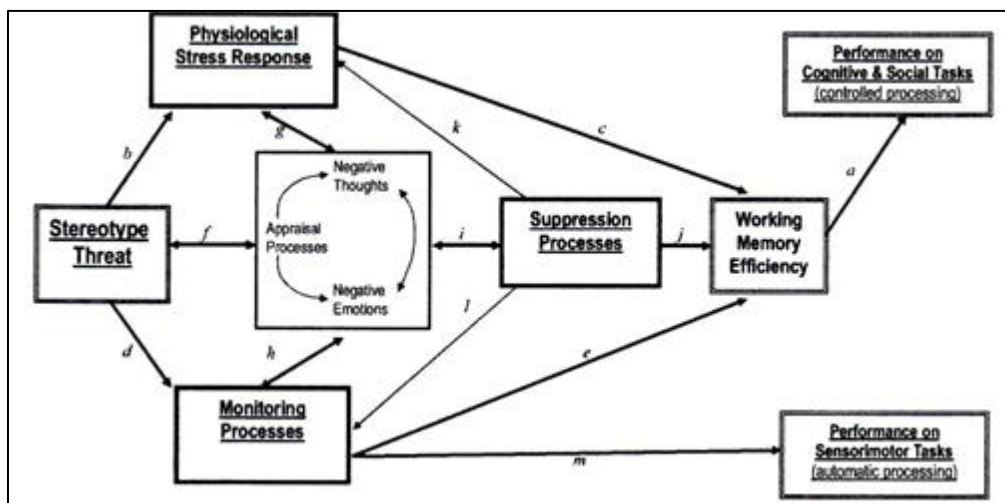 Physiological
Stress Response
Performance on
Cognitive & Social Tasks
(controlled processing)
b
g
k
c
a
Negative
Thoughts
Stereotype
Threat
f
Appraisal
Processes
i
Suppression
Processes
j
Working
Memory
Efficiency
Negative
Emotions
d
h
l
e
Monitoring
Processes
m
Performance on
Sensorimotor Tasks
(automatic processing)